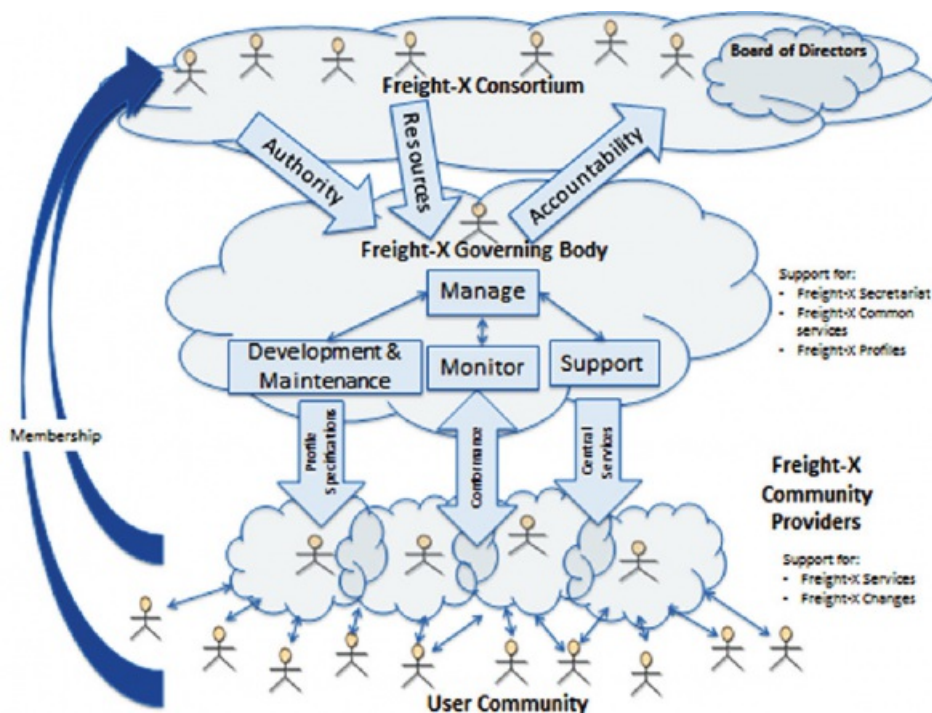 Board of Directors
Freight-X Consortium
Authority
Resources
Accountability
Freight-X Governing Body
Manage
Development &
Maintenance
Monitor
Support
Support for:
• Freight-X Secretariat
• Freight-X Common
services
• Freight-X Profiles
Membership
Profile
Specifications
Conformance
Central
Services
Freight-X
Community
Providers
Support for:
• Freight-X Services
• Freight-X Changes
User Community